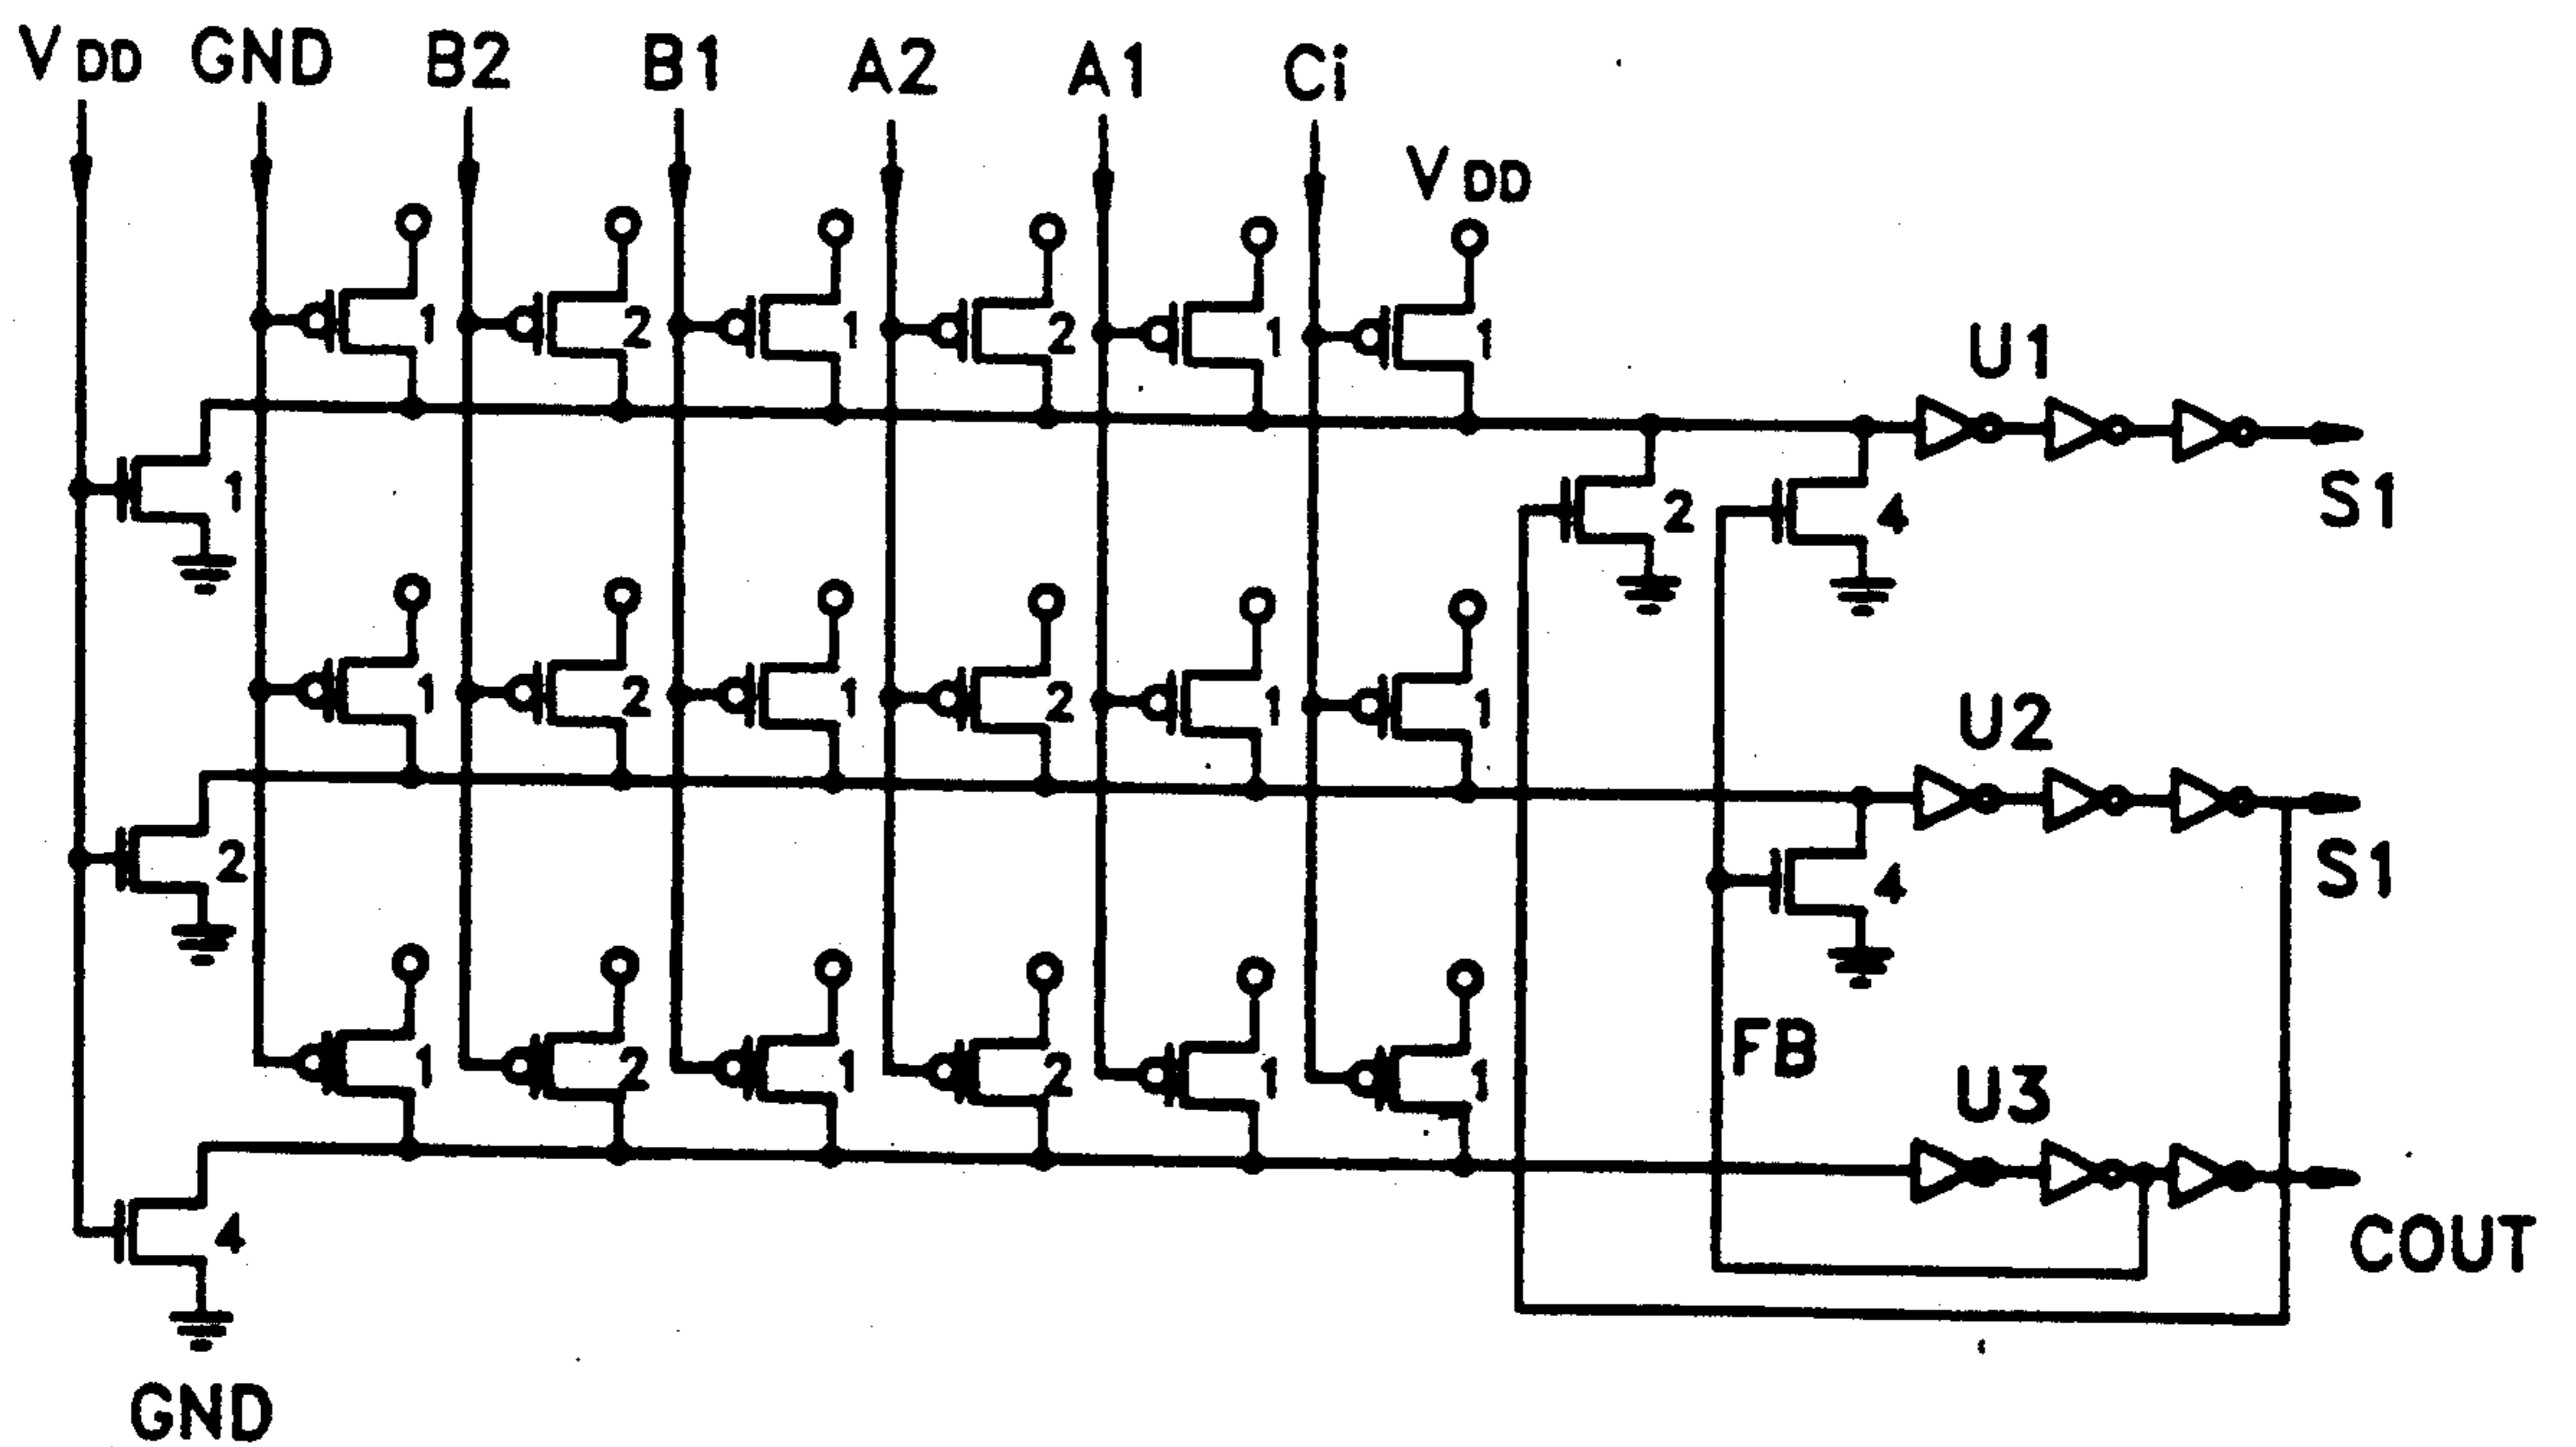 VDD GND B2 B1 A2 A1 Ci
VDD
1 2 1 2 1 1
U1
S1
1
2 4
1 2 1 2 1 1
U2
S1
2
4
FB
1 2 1 2 1 1
U3
COUT
4
GND